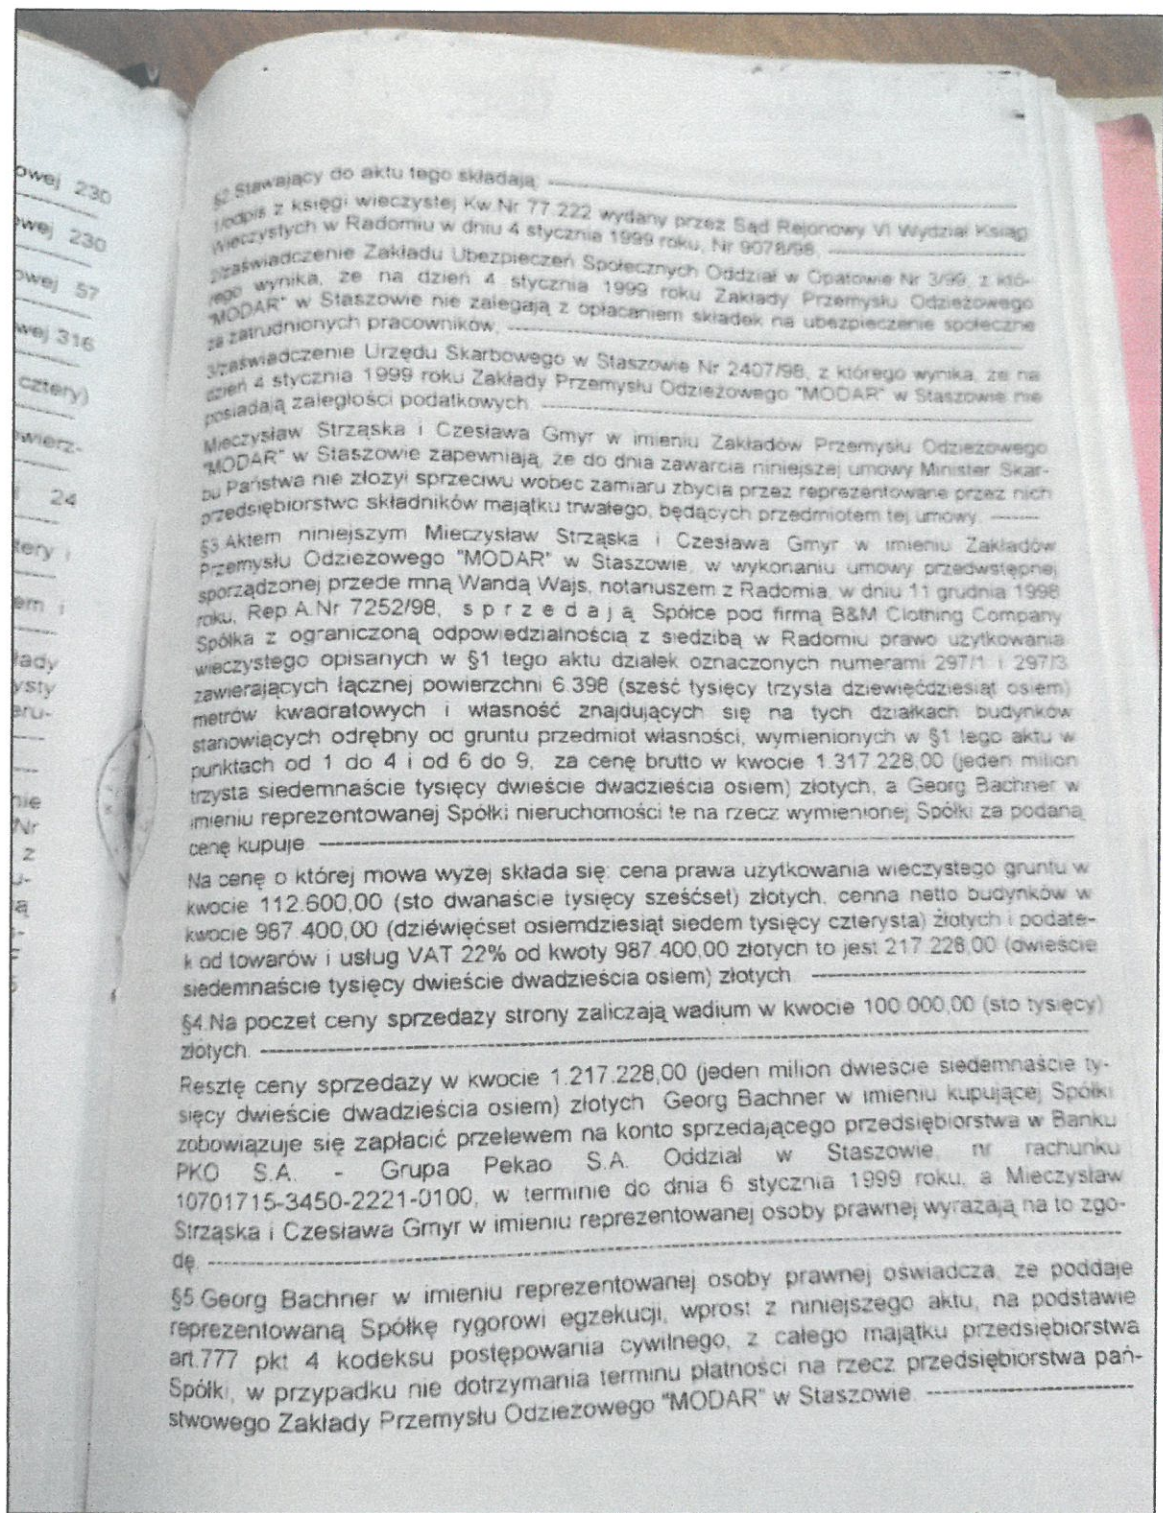 owej 230
owej 230
owej 57
owej 316
cztery)
owierz-
24
tery i
em i
łady
ysty
eru-
nie
Nr
z
u-
ą
§2.Stawający do aktu tego składają:
1/odpis z księgi wieczystej Kw.Nr 77.222 wydany przez Sąd Rejonowy VI Wydział Ksiąg
Wieczystych w Radomiu w dniu 4 stycznia 1999 roku, Nr 9078/98,
2/zaświadczenie Zakładu Ubezpieczeń Społecznych Oddział w Opatowie Nr 3/99, z któ-
rego wynika, że na dzień 4 stycznia 1999 roku Zakłady Przemysłu Odzieżowego
"MODAR" w Staszowie nie zalegają z opłacaniem składek na ubezpieczenie społeczne
za zatrudnionych pracowników,
3/zaświadczenie Urzędu Skarbowego w Staszowie Nr 2407/98, z którego wynika, że na
dzień 4 stycznia 1999 roku Zakłady Przemysłu Odzieżowego "MODAR" w Staszowie nie
posiadają zaległości podatkowych.
Mieczysław Strząska i Czesława Gmyr w imieniu Zakładów Przemysłu Odzieżowego
"MODAR" w Staszowie zapewniają, że do dnia zawarcia niniejszej umowy Minister Skar-
bu Państwa nie złożył sprzeciwu wobec zamiaru zbycia przez reprezentowane przez nich
przedsiębiorstwo składników majątku trwałego, będących przedmiotem tej umowy.
§3.Aktem niniejszym Mieczysław Strząska i Czesława Gmyr w imieniu Zakładów
Przemysłu Odzieżowego "MODAR" w Staszowie, w wykonaniu umowy przedwstępnej
sporządzonej przede mną Wandą Wajs, notariuszem z Radomia, w dniu 11 grudnia 1998
roku, Rep.A.Nr 7252/98, s p r z e d a j ą Spółce pod firmą B&M Clothing Company
Spółka z ograniczoną odpowiedzialnością z siedzibą w Radomiu prawo użytkowania
wieczystego opisanych w §1 tego aktu działek oznaczonych numerami 297/1 i 297/3
zawierających łącznej powierzchni 6.398 (sześć tysięcy trzysta dziewięćdziesiąt osiem)
metrów kwadratowych i własność znajdujących się na tych działkach budynków
stanowiących odrębny od gruntu przedmiot własności, wymienionych w §1 tego aktu w
punktach od 1 do 4 i od 6 do 9, za cenę brutto w kwocie 1.317.228,00 (jeden milion
trzysta siedemnaście tysięcy dwieście dwadzieścia osiem) złotych, a Georg Bachner w
imieniu reprezentowanej Spółki nieruchomości te na rzecz wymienionej Spółki za podaną
cenę kupuje.
Na cenę o której mowa wyżej składa się: cena prawa użytkowania wieczystego gruntu w
kwocie 112.600,00 (sto dwanaście tysięcy sześćset) złotych, cenna netto budynków w
kwocie 987.400,00 (dziewięćset osiemdziesiąt siedem tysięcy czterysta) złotych i podate-
k od towarów i usług VAT 22% od kwoty 987.400,00 złotych to jest 217.228,00 (dwieście
siedemnaście tysięcy dwieście dwadzieścia osiem) złotych.
§4.Na poczet ceny sprzedaży strony zaliczają wadium w kwocie 100.000,00 (sto tysięcy)
złotych.
Resztę ceny sprzedaży w kwocie 1.217.228,00 (jeden milion dwieście siedemnaście ty-
sięcy dwieście dwadzieścia osiem) złotych Georg Bachner w imieniu kupującej Spółki
zobowiązuje się zapłacić przelewem na konto sprzedającego przedsiębiorstwa w Banku
PKO S.A. - Grupa Pekao S.A. Oddział w Staszowie, nr rachunku
10701715-3450-2221-0100, w terminie do dnia 6 stycznia 1999 roku, a Mieczysław
Strząska i Czesława Gmyr w imieniu reprezentowanej osoby prawnej wyrażają na to zgo-
dę.
§5.Georg Bachner w imieniu reprezentowanej osoby prawnej oświadcza, że poddaje
reprezentowaną Spółkę rygorowi egzekucji, wprost z niniejszego aktu, na podstawie
art.777 pkt 4 kodeksu postępowania cywilnego, z całego majątku przedsiębiorstwa
Spółki, w przypadku nie dotrzymania terminu płatności na rzecz przedsiębiorstwa pań-
stwowego Zakłady Przemysłu Odzieżowego "MODAR" w Staszowie.